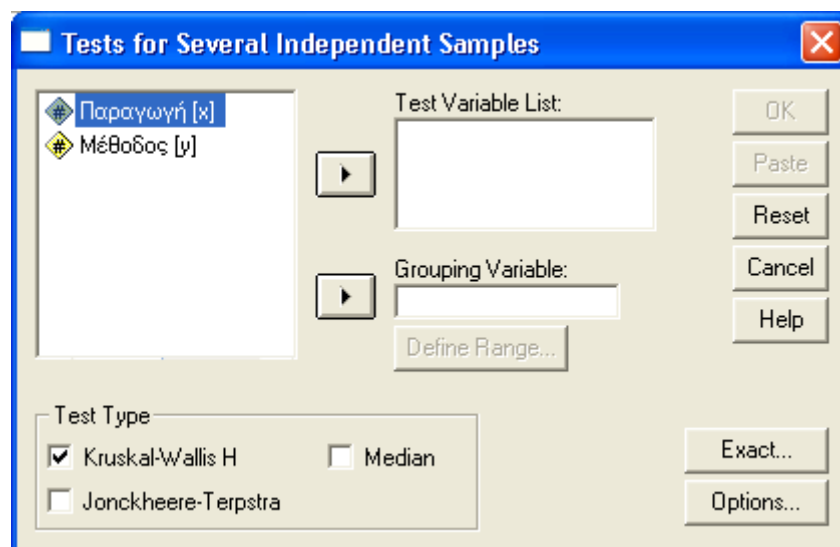 Tests for Several Independent Samples
# Παραγωγή [x]
# Μέθοδος [y]
Test Variable List:
Grouping Variable:
Define Range...
OK
Paste
Reset
Cancel
Help
Test Type
Kruskal-Wallis H
Median
Jonckheere-Terpstra
Exact...
Options...